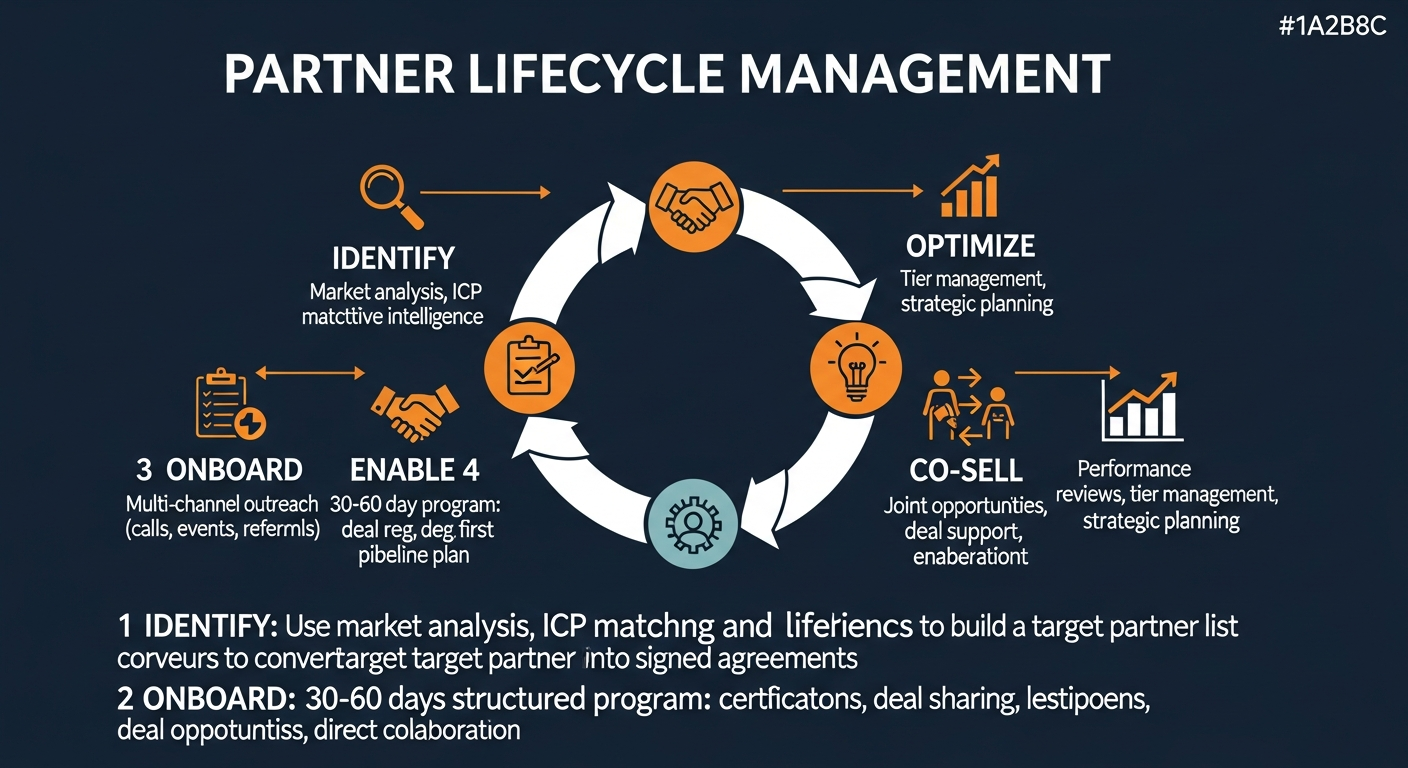 #1A2B8C
PARTNER LIFECYCLE MANAGEMENT
IDENTIFY
Market analysis, ICP
matcttive intelligence
OPTIMIZE
Tier management,
strategic planning
3 ONBOARD
Multi-channel outreach
(calls, events, refermls)
ENABLE 4
30-60 day program:
deal reg, deg, first
pibeline plan
CO-SELL
Joint opportunities,
deal support,
enaberationt
Performance
reviews, tier management,
strategic planning
1 IDENTIFY: Use market analysis, ICP matchng and lifeħiencs to build a target partner list
corveurs to convertarget target partner into signed agreements
2 ONBOARD: 30-60 days structured program: certficatons, deal sharing, lestipoens,
deal oppotuntiss, direct colaboration